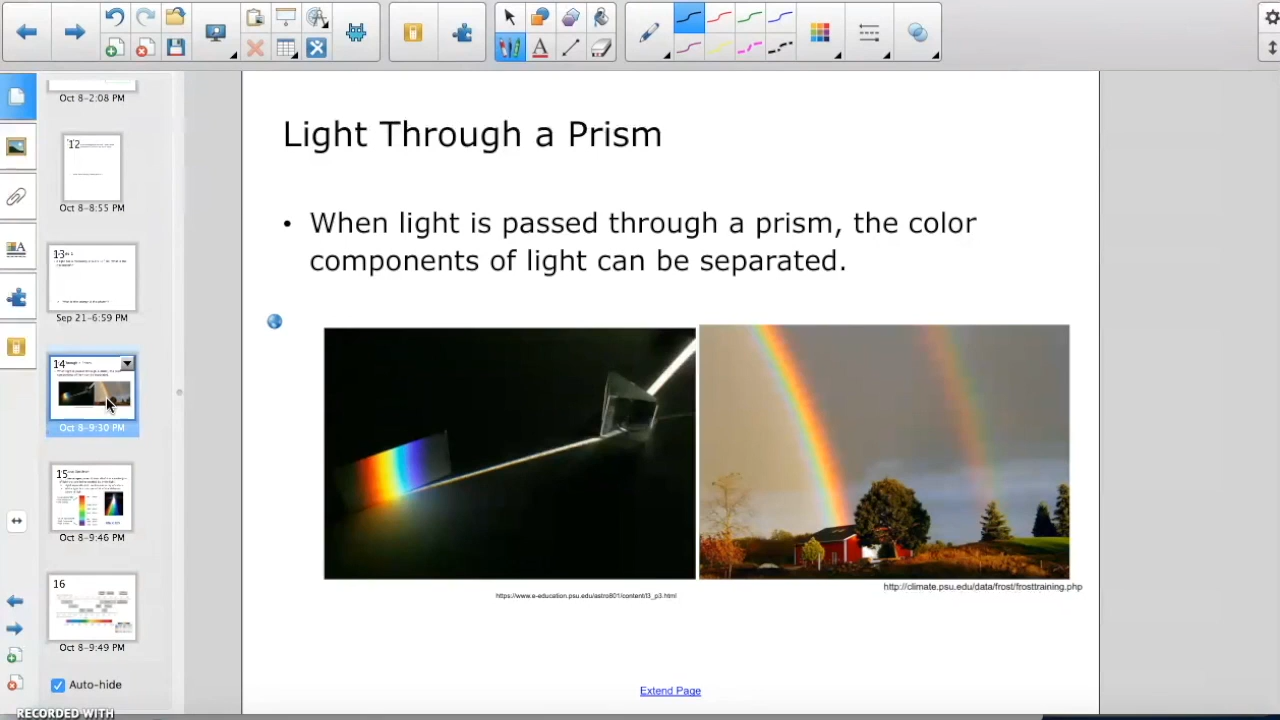 Oct 8-2:08 PM
12
Oct 8-8:55 PM
13
Sep 21-6:59 PM
14
Oct 8-9:30 PM
15
Oct 8-9:46 PM
16
Oct 8-9:49 PM
Auto-hide
RECORDED WITH
Light Through a Prism
• When light is passed through a prism, the color
components of light can be separated.
https://www.e-education.psu.edu/astro801/content/l3_p3.html
http://climate.psu.edu/data/frost/frosttraining.php
Extend Page